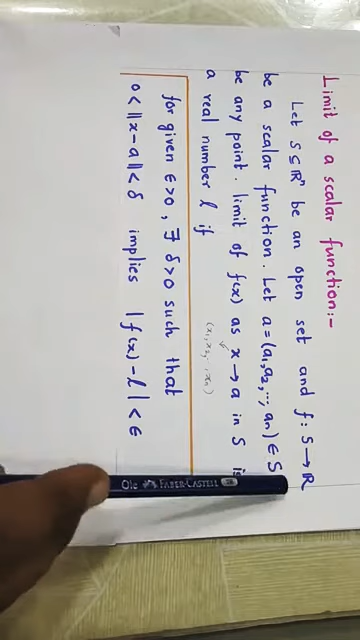 Limit of a scalar function:-
Let S ⊆ ℝⁿ be an open set and f: S → ℝ
be a scalar function. Let a = (a₁, a₂, ..., aₙ) ∈ S
be any point. limit of f(x) as x → a in S is
(x₁, x₂, ..., xₙ)
a real number l if
for given ϵ>0, ∃ δ>0 such that
0 < ||x-a|| < δ implies |f(x) - l| < ϵ
FABER-CASTELL